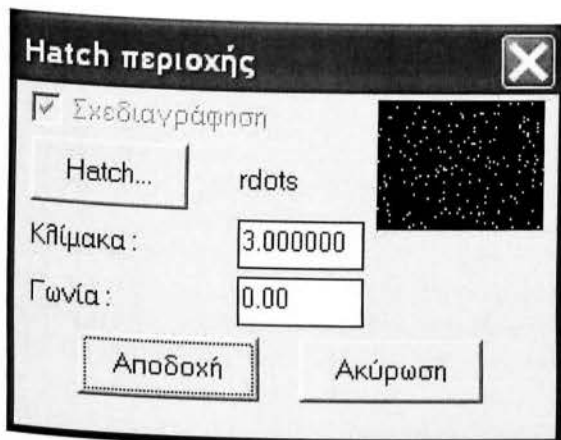 Hatch περιοχής
Σχεδιαγράφηση
Hatch... rdots
Κλίμακα: 3.000000
Γωνία: 0.00
Αποδοχή Ακύρωση